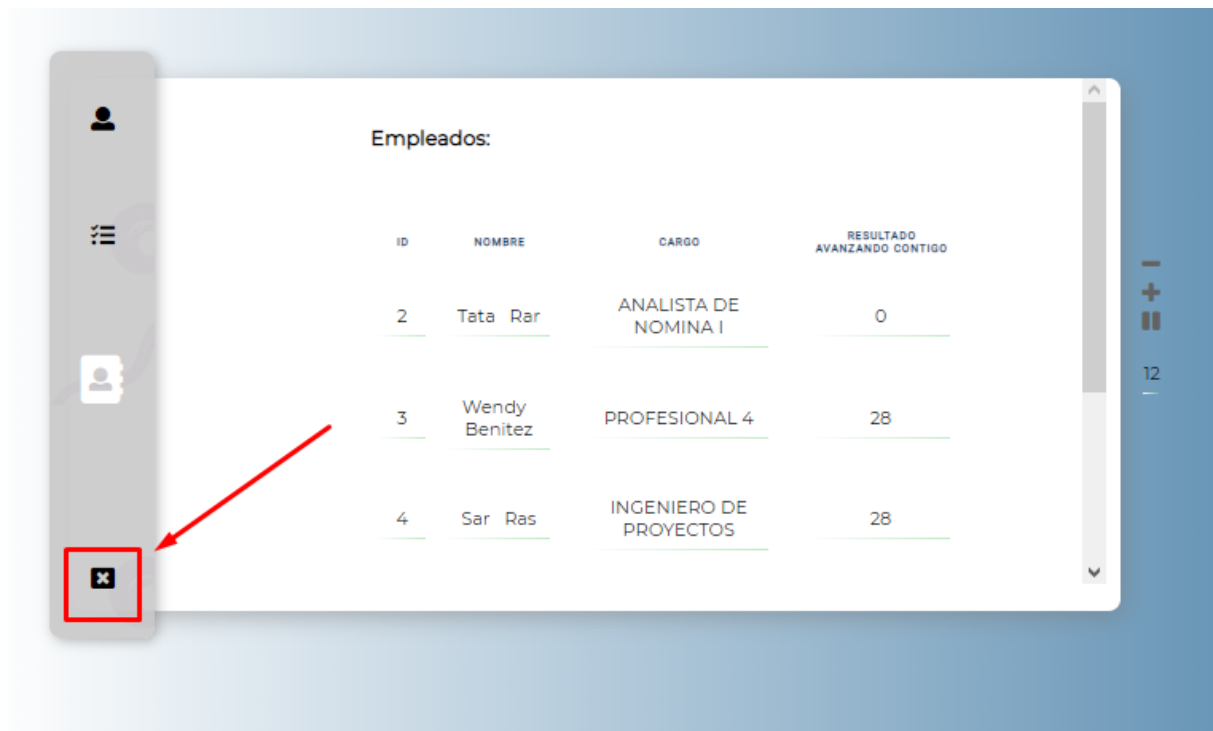 Empleados:
ID NOMBRE CARGO RESULTADO
AVANZANDO CONTIGO
2 Tata Rar ANALISTA DE
NOMINA I 0
3 Wendy
Benitez PROFESIONAL 4 28
4 Sar Ras INGENIERO DE
PROYECTOS 28
12